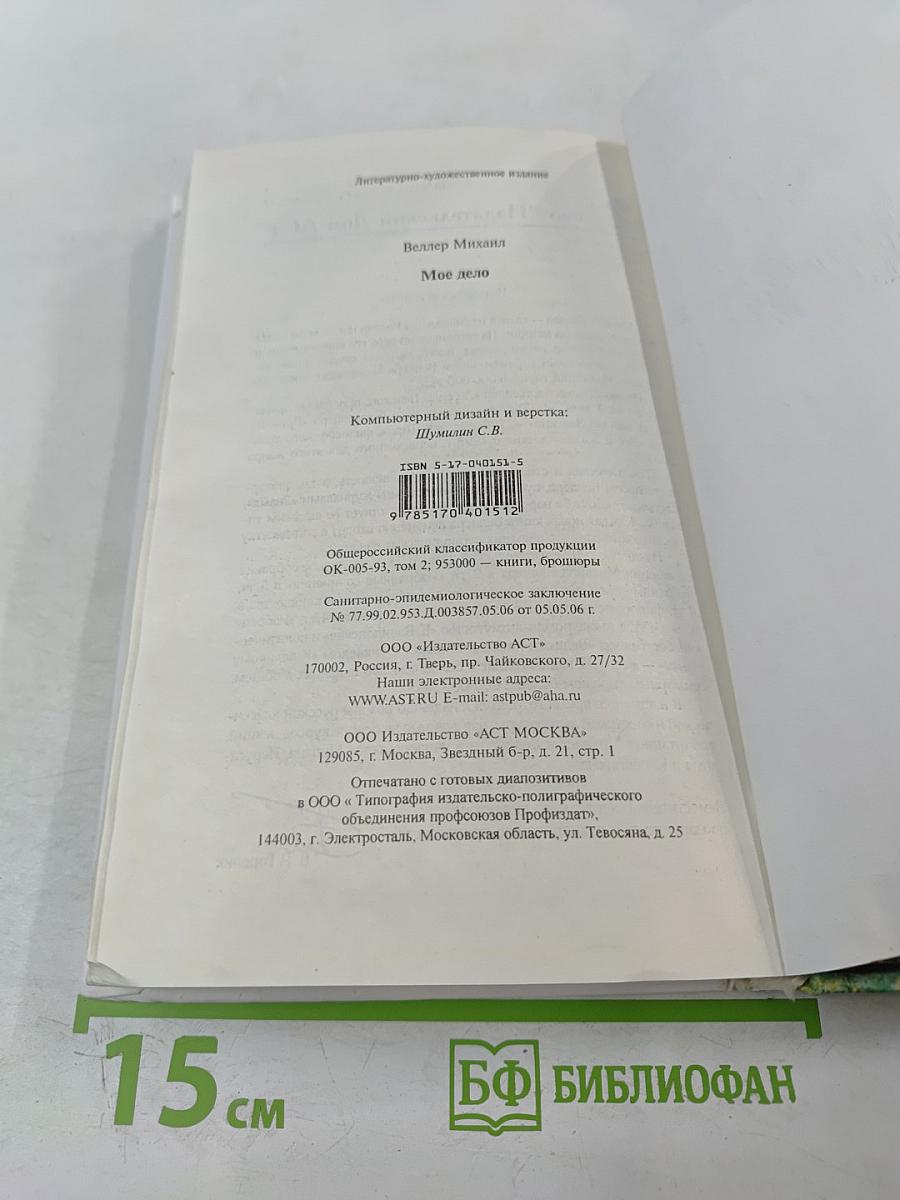 Литературно-художественное издание
Веллер Михаил
Мое дело
Компьютерный дизайн и верстка:
Шумилин С.В.
ISBN 5-17-040151-5
9 785170 401512
Общероссийский классификатор продукции
ОК-005-93, том 2; 953000 — книги, брошюры
Санитарно-эпидемиологическое заключение
№ 77.99.02.953.Д.003857.05.06 от 05.05.06 г.
ООО «Издательство АСТ»
170002, Россия, г. Тверь, пр. Чайковского, д. 27/32
Наши электронные адреса:
WWW.AST.RU E-mail: astpub@aha.ru
ООО Издательство «АСТ МОСКВА»
129085, г. Москва, Звездный б-р, д. 21, стр. 1
Отпечатано с готовых диапозитивов
в ООО « Типография издательско-полиграфического
объединения профсоюзов Профиздат»,
144003, г. Электросталь, Московская область, ул. Тевосяна, д. 25
15 см
БФ БИБЛИОФАН